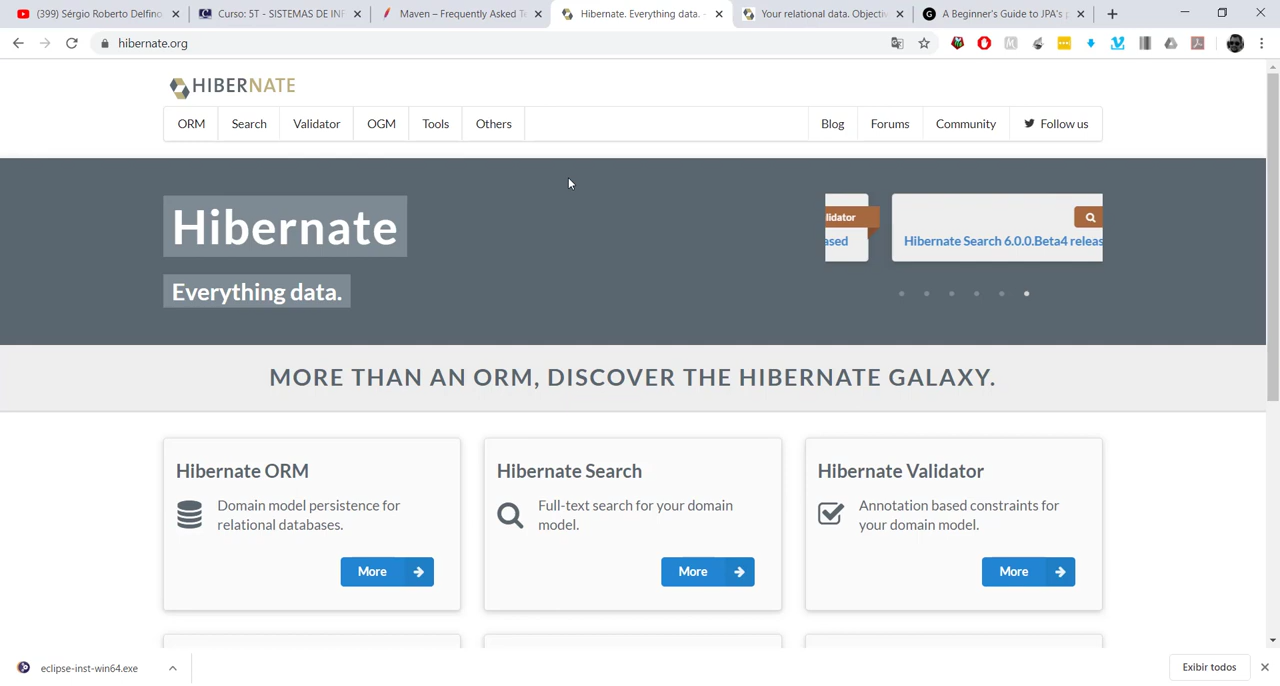 (399) Sérgio Roberto Delfino
Curso: 5T - SISTEMAS DE INF
Maven – Frequently Asked Te
Hibernate. Everything data. -
Your relational data. Objectiv
A Beginner's Guide to JPA's p
hibernate.org
HIBERNATE
ORM
Search
Validator
OGM
Tools
Others
Blog
Forums
Community
Follow us
Hibernate
Everything data.
lidator
ased
Hibernate Search 6.0.0.Beta4 releas
MORE THAN AN ORM, DISCOVER THE HIBERNATE GALAXY.
Hibernate ORM
Domain model persistence for
relational databases.
More
Hibernate Search
Full-text search for your domain
model.
More
Hibernate Validator
Annotation based constraints for
your domain model.
More
eclipse-inst-win64.exe
Exibir todos